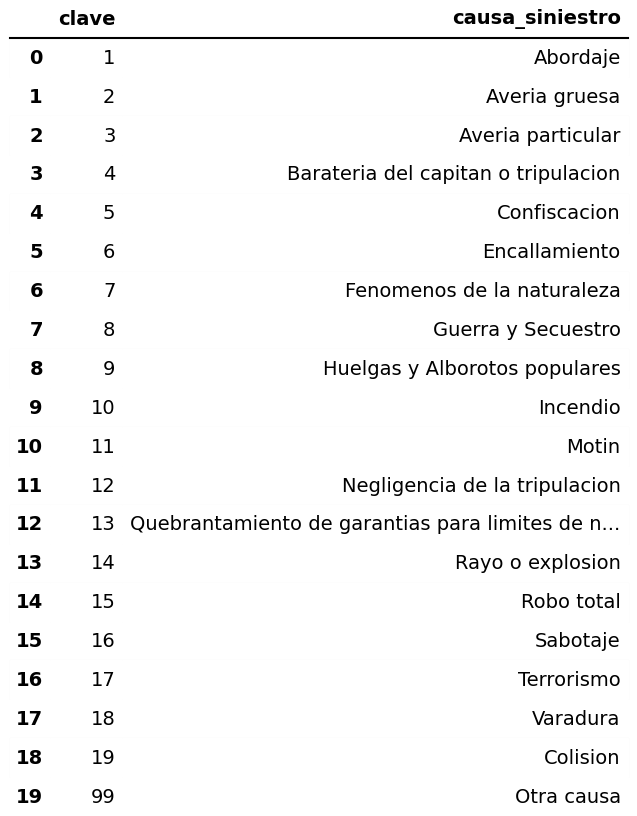 clave causa_siniestro
0 1 Abordaje
1 2 Averia gruesa
2 3 Averia particular
3 4 Barateria del capitan o tripulacion
4 5 Confiscacion
5 6 Encallamiento
6 7 Fenomenos de la naturaleza
7 8 Guerra y Secuestro
8 9 Huelgas y Alborotos populares
9 10 Incendio
10 11 Motin
11 12 Negligencia de la tripulacion
12 13 Quebrantamiento de garantias para limites de n...
13 14 Rayo o explosion
14 15 Robo total
15 16 Sabotaje
16 17 Terrorismo
17 18 Varadura
18 19 Colision
19 99 Otra causa